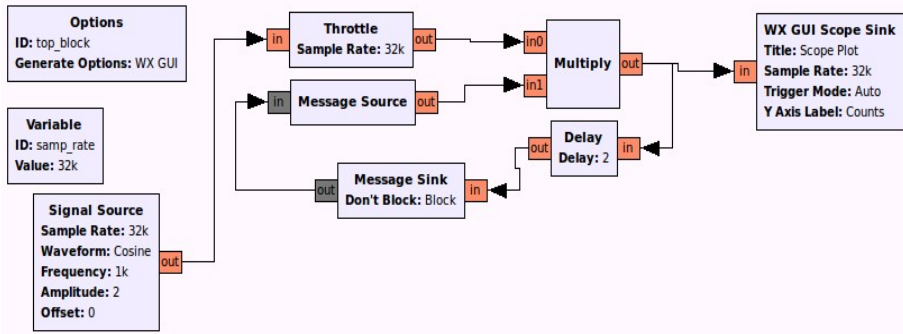 Options
ID: top_block
Generate Options: WX GUI
Variable
ID: samp_rate
Value: 32k
Signal Source
Sample Rate: 32k
Waveform: Cosine
Frequency: 1k
Amplitude: 2
Offset: 0
out
in
Throttle
Sample Rate: 32k
out
in
Message Source
out
in0
in1
Multiply
out
out
Delay
Delay: 2
in
out
Message Sink
Don't Block: Block
in
in
WX GUI Scope Sink
Title: Scope Plot
Sample Rate: 32k
Trigger Mode: Auto
Y Axis Label: Counts